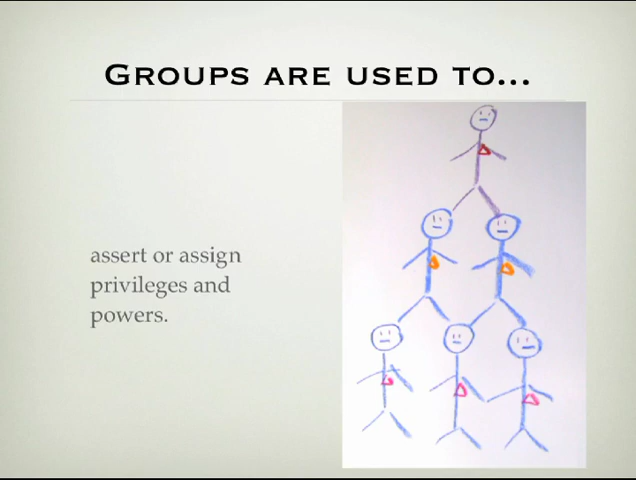 Groups are used to...
assert or assign
privileges and
powers.